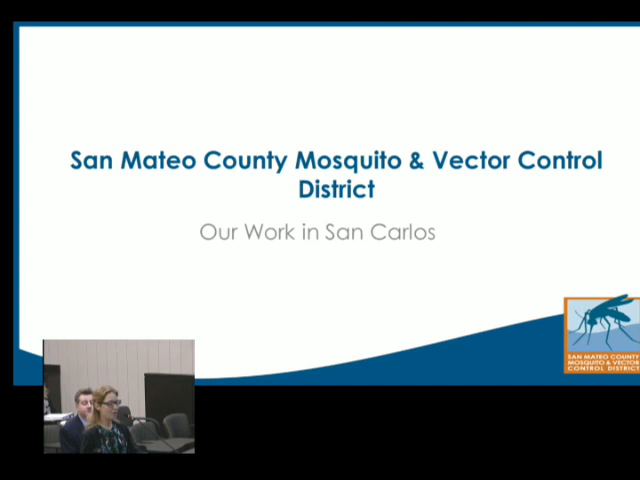 San Mateo County Mosquito & Vector Control
District
Our Work in San Carlos
SAN MATEO COUNTY
MOSQUITO & VECTOR
CONTROL DISTRICT